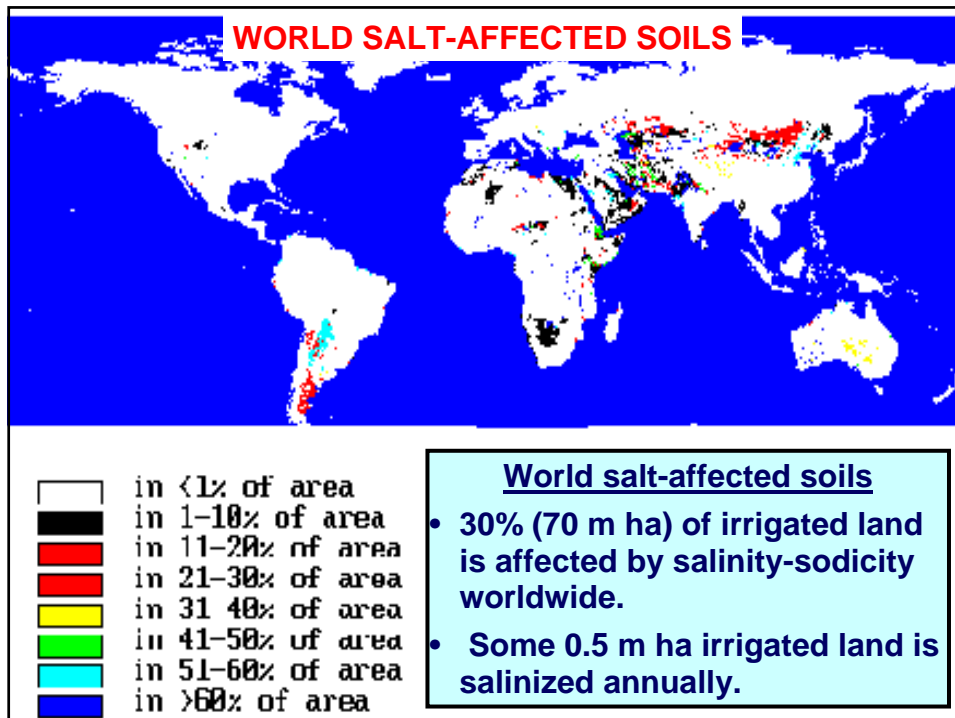 WORLD SALT-AFFECTED SOILS
in <1% of area
in 1-10% of area
in 11-20% of area
in 21-30% of area
in 31 40% of area
in 41-50% of area
in 51-60% of area
in >60% of area
World salt-affected soils
• 30% (70 m ha) of irrigated land
is affected by salinity-sodicity
worldwide.
• Some 0.5 m ha irrigated land is
salinized annually.